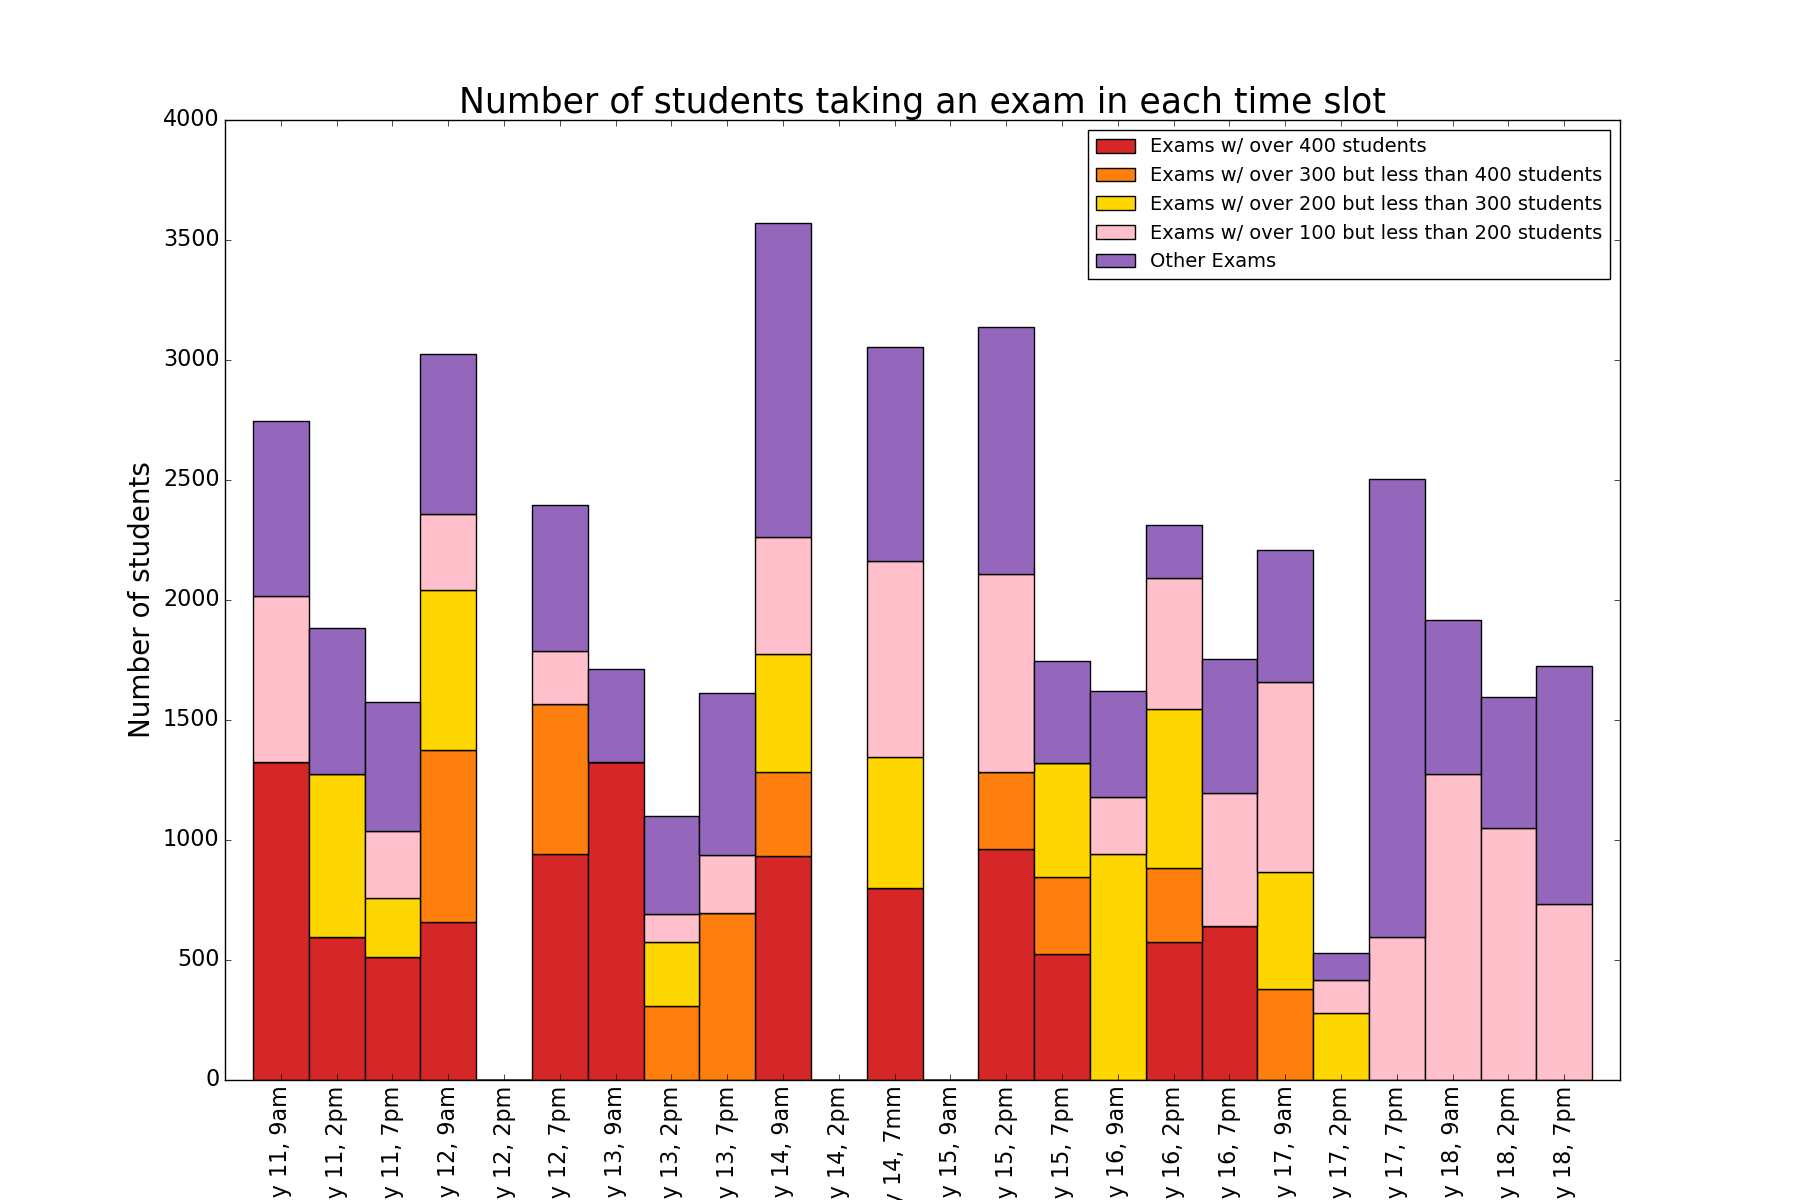 Number of students taking an exam in each time slot
Number of students
4000
3500
3000
2500
2000
1500
1000
500
0
Exams w/ over 400 students
Exams w/ over 300 but less than 400 students
Exams w/ over 200 but less than 300 students
Exams w/ over 100 but less than 200 students
Other Exams
y 11, 9am
y 11, 2pm
y 11, 7pm
y 12, 9am
y 12, 2pm
y 12, 7pm
y 13, 9am
y 13, 2pm
y 13, 7pm
y 14, 9am
y 14, 2pm
y 14, 7mm
y 15, 9am
y 15, 2pm
y 15, 7pm
y 16, 9am
y 16, 2pm
y 16, 7pm
y 17, 9am
y 17, 2pm
y 17, 7pm
y 18, 9am
y 18, 2pm
y 18, 7pm